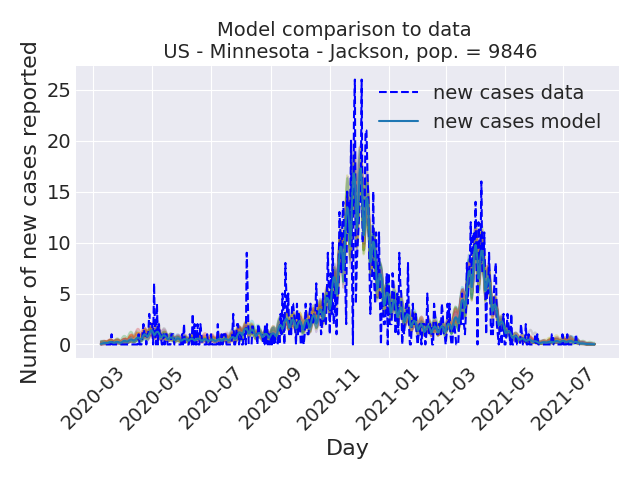 Model comparison to data
US - Minnesota - Jackson, pop. = 9846
Number of new cases reported
25
20
15
10
5
0
new cases data
new cases model
2020-03
2020-05
2020-07
2020-09
2020-11
2021-01
2021-03
2021-05
2021-07
Day